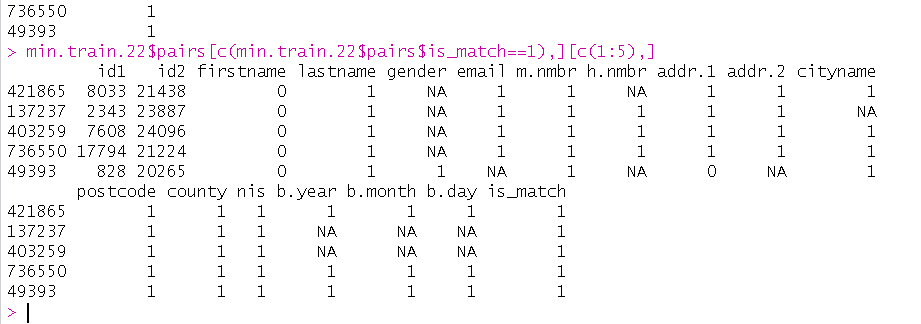 736550 1
49393 1
> min.train.22$pairs[c(min.train.22$pairs$is_match==1),][c(1:5),]
id1 id2 firstname lastname gender email m.nmbr h.nmbr addr.1 addr.2 cityname
421865 8033 21438 0 1 NA 1 1 NA 1 1 1
137237 2343 23887 0 1 NA 1 1 1 1 1 NA
403259 7608 24096 0 1 NA 1 1 1 1 1 1
736550 17794 21224 0 1 NA 1 1 1 1 1 1
49393 828 20265 0 1 1 NA 1 NA 0 NA 1
postcode county nis b.year b.month b.day is_match
421865 1 1 1 1 1 1 1
137237 1 1 1 NA NA NA 1
403259 1 1 1 NA NA NA 1
736550 1 1 1 1 1 1 1
49393 1 1 1 1 1 1 1
>